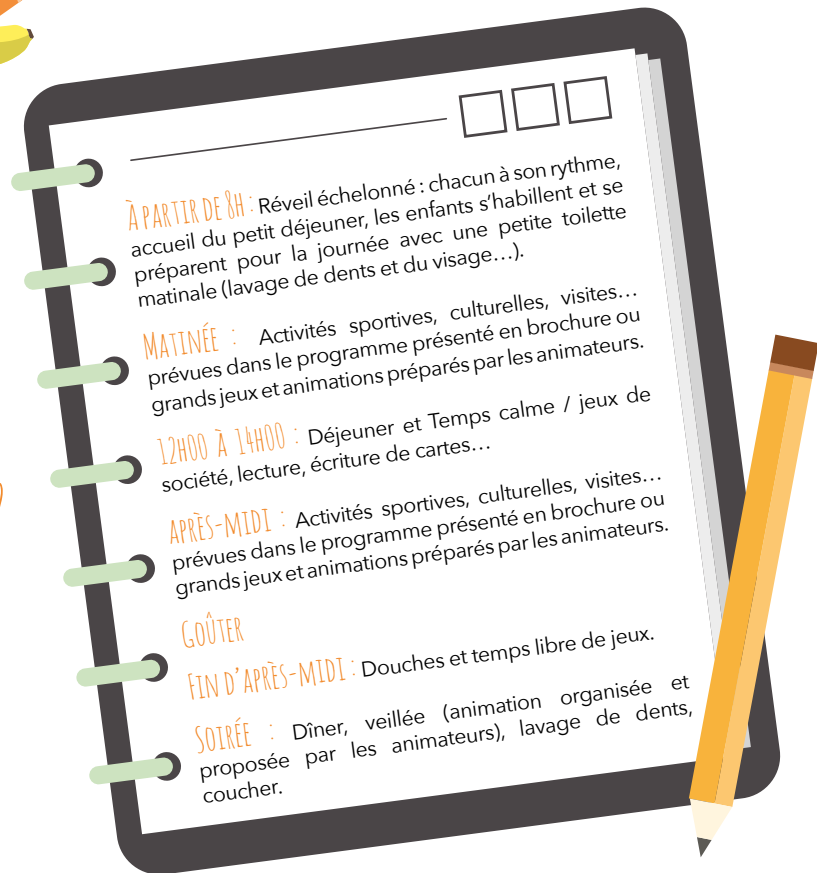 À PARTIR DE 8H : Réveil échelonné : chacun à son rythme,
accueil du petit déjeuner, les enfants s'habillent et se
préparent pour la journée avec une petite toilette
matinale (lavage de dents et du visage…).
MATINÉE : Activités sportives, culturelles, visites…
prévues dans le programme présenté en brochure ou
grands jeux et animations préparés par les animateurs.
12H00 À 14H00 : Déjeuner et Temps calme / jeux de
société, lecture, écriture de cartes…
APRÈS-MIDI : Activités sportives, culturelles, visites…
prévues dans le programme présenté en brochure ou
grands jeux et animations préparés par les animateurs.
GOÛTER
FIN D'APRÈS-MIDI : Douches et temps libre de jeux.
SOIRÉE : Dîner, veillée (animation organisée et
proposée par les animateurs), lavage de dents,
coucher.